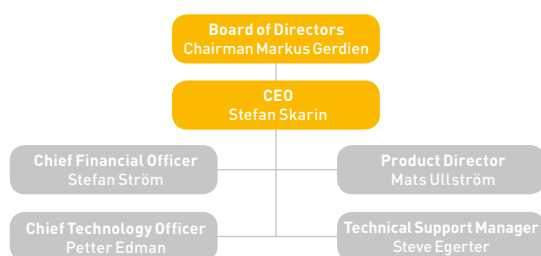 Board of Directors
Chairman Markus Gerdien
CEO
Stefan Skarin
Chief Financial Officer
Stefan Ström
Product Director
Mats Ullström
Chief Technology Officer
Petter Edman
Technical Support Manager
Steve Egerter